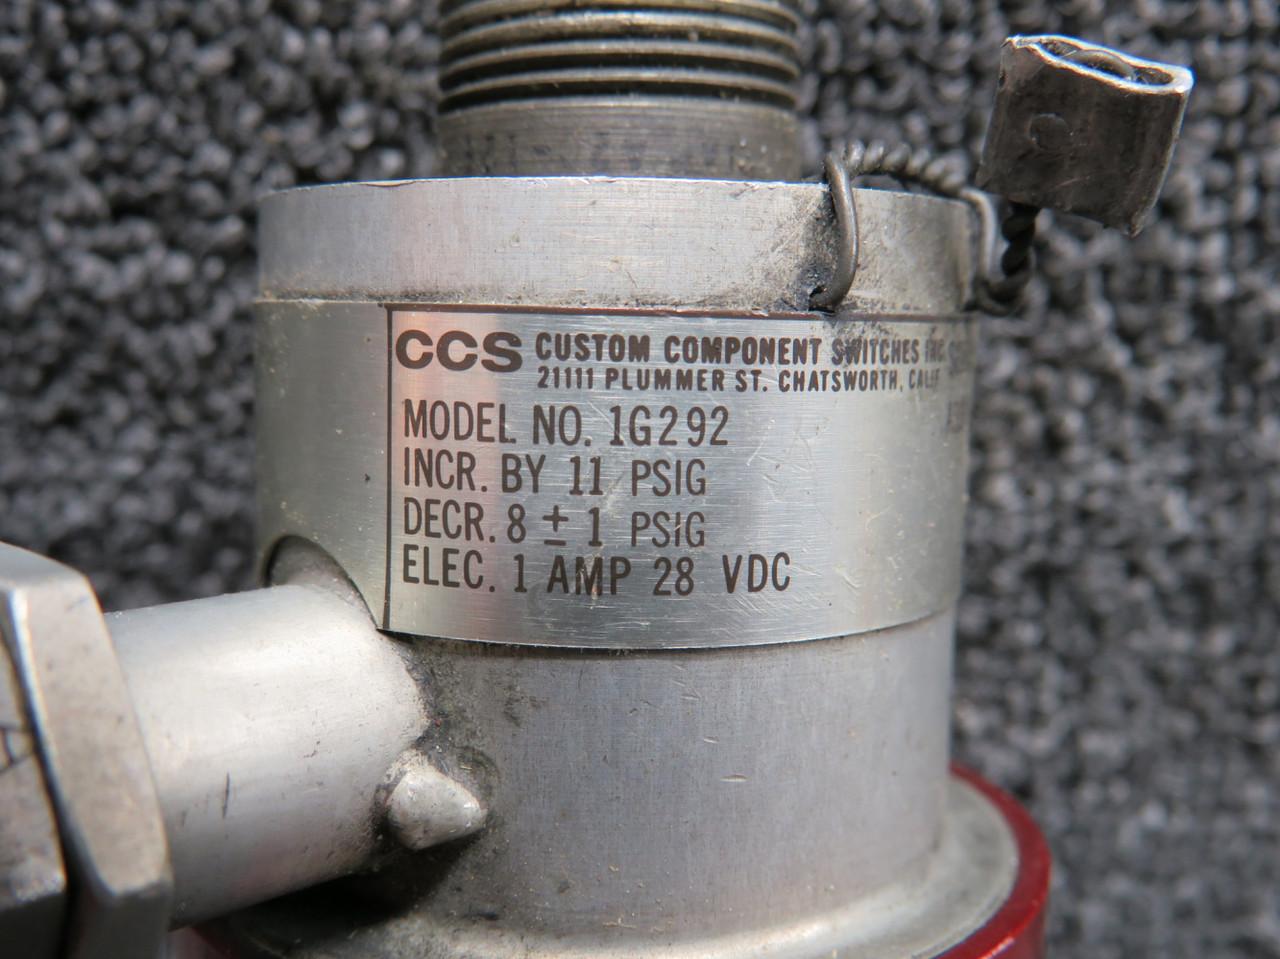 CCS CUSTOM COMPONENT SWITCHES INC.
21111 PLUMMER ST. CHATSWORTH, CALIF
MODEL NO. 1G292
INCR. BY 11 PSIG
DECR. 8 ± 1 PSIG
ELEC. 1 AMP 28 VDC